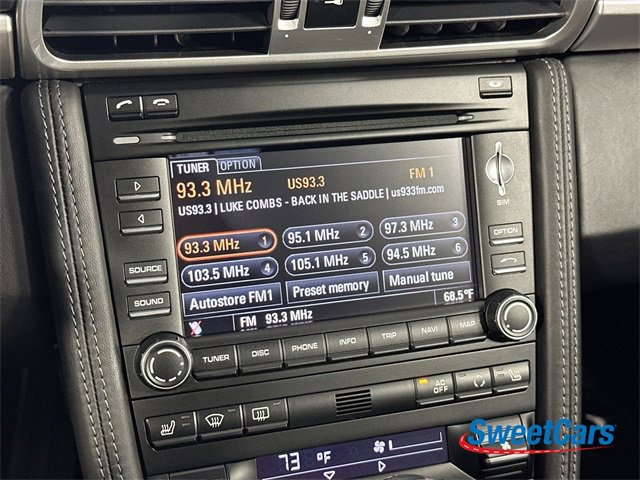 TUNER OPTION
93.3 MHz US93.3 FM 1
US93.3 | LUKE COMBS - BACK IN THE SADDLE | us933fm.com
93.3 MHz 1 95.1 MHz 2 97.3 MHz 3
103.5 MHz 4 105.1 MHz 5 94.5 MHz 6
Autostore FM1 Preset memory Manual tune
FM 93.3 MHz 68.5°F
SIM
OPTION
SOURCE
SOUND
TUNER DISC PHONE INFO TRIP NAVI MAP
AC OFF
73 °F
SweetCars